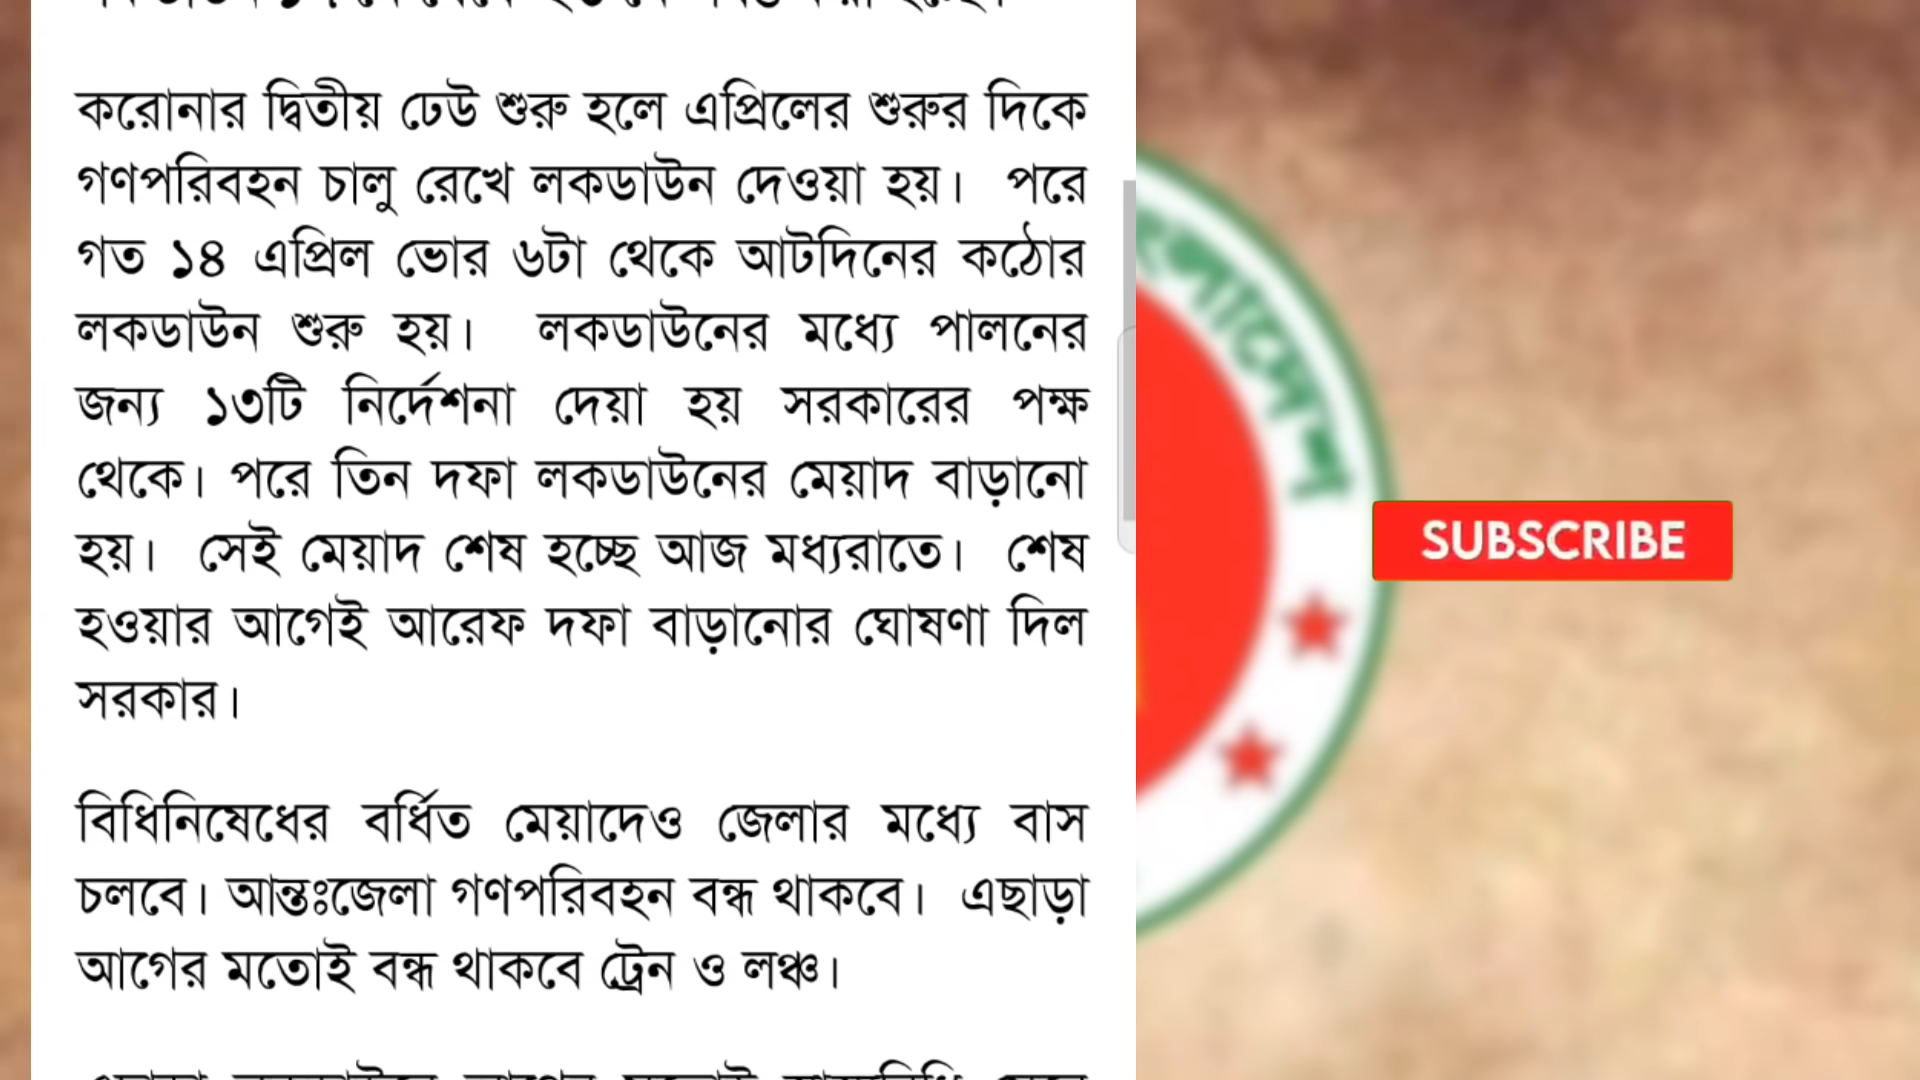 করোনার দ্বিতীয় ঢেউ শুরু হলে এপ্রিলের শুরুর দিকে
গণপরিবহন চালু রেখে লকডাউন দেওয়া হয়। পরে
গত ১৪ এপ্রিল ভোর ৬টা থেকে আটদিনের কঠোর
লকডাউন শুরু হয়। লকডাউনের মধ্যে পালনের
জন্য ১৩টি নির্দেশনা দেয়া হয় সরকারের পক্ষ
থেকে। পরে তিন দফা লকডাউনের মেয়াদ বাড়ানো
হয়। সেই মেয়াদ শেষ হচ্ছে আজ মধ্যরাতে। শেষ
হওয়ার আগেই আরেফ দফা বাড়ানোর ঘোষণা দিল
সরকার।
বিধিনিষেধের বর্ধিত মেয়াদেও জেলার মধ্যে বাস
চলবে। আন্তঃজেলা গণপরিবহন বন্ধ থাকবে। এছাড়া
আগের মতোই বন্ধ থাকবে ট্রেন ও লঞ্চ।
SUBSCRIBE